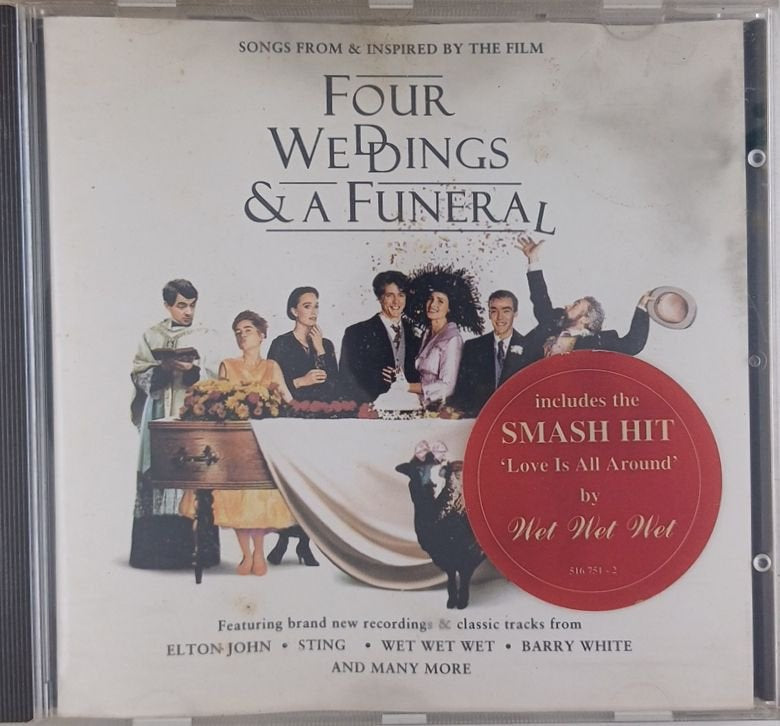 SONGS FROM & INSPIRED BY THE FILM
FOUR
WEDDINGS
& A FUNERAL
includes the
SMASH HIT
‘Love Is All Around’
by
Wet Wet Wet
516 751 - 2
Featuring brand new recordings & classic tracks from
ELTON JOHN • STING • WET WET WET • BARRY WHITE
AND MANY MORE